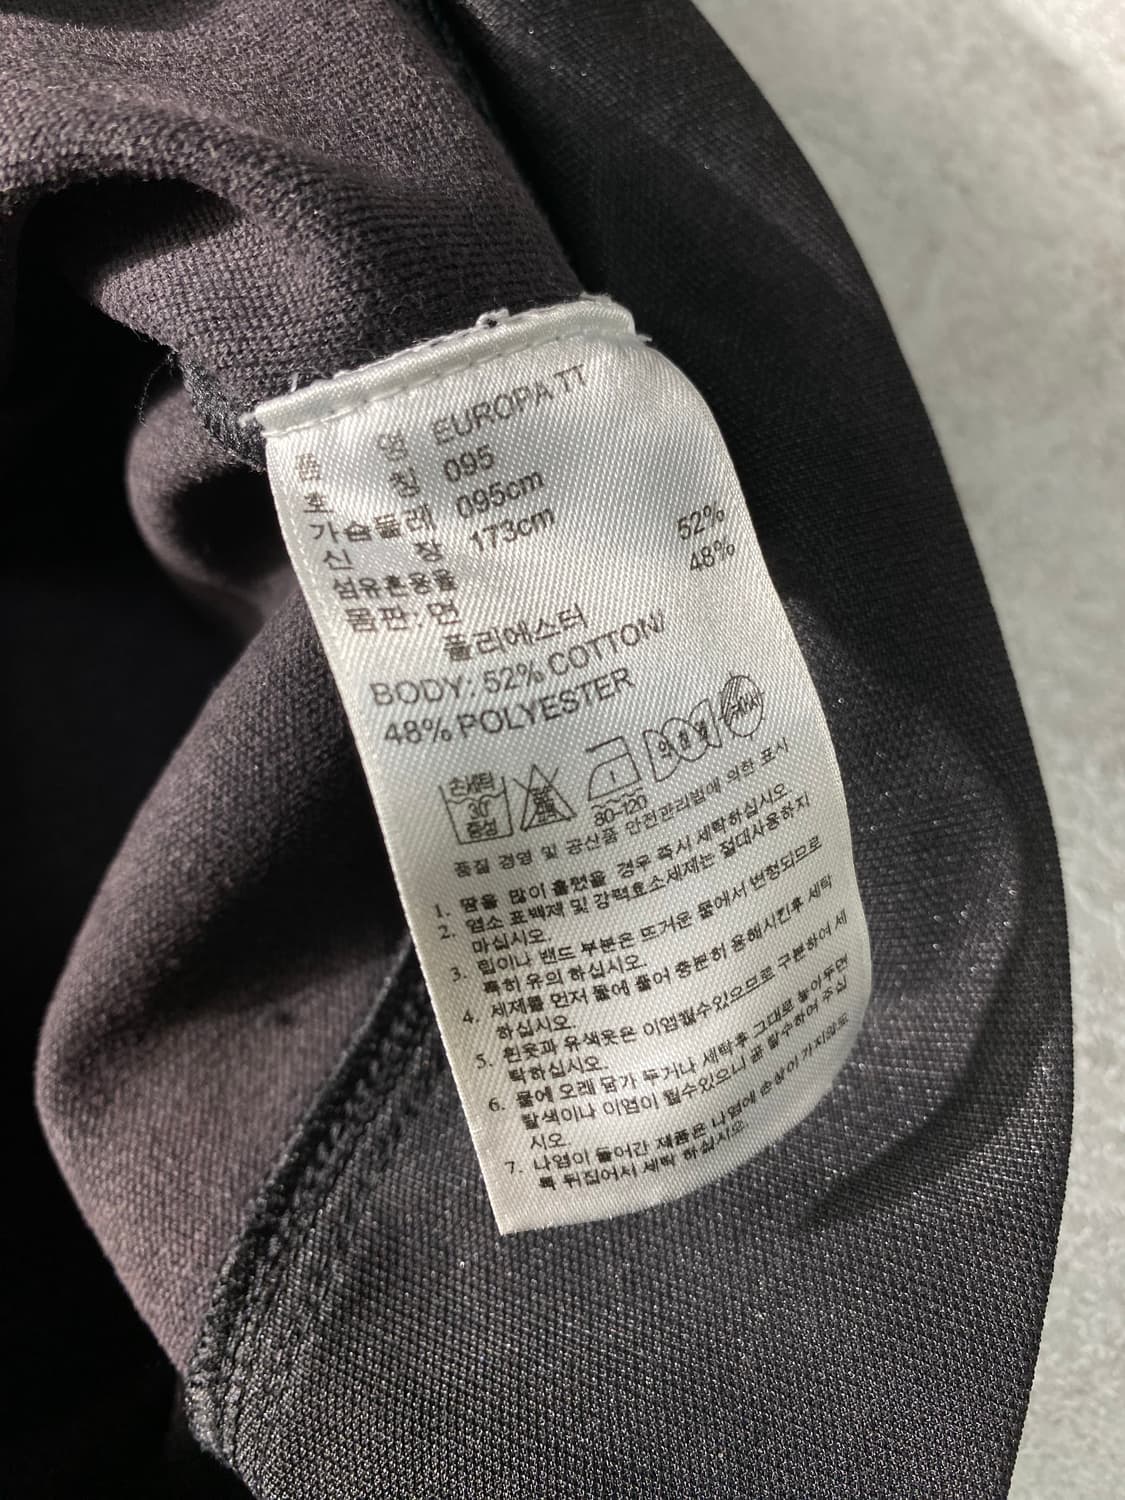 품 명 EUROPA TT
호 칭 095
가슴둘레 095cm
신 장 173cm
섬유혼용율
몸판: 면 52%
폴리에스터 48%
BODY: 52% COTTON/
48% POLYESTER
손세탁
30°
중성
80~120
품질 경영 및 공산품 안전관리법에 의한 표시
1. 땀을 많이 흘렸을 경우 즉시 세탁하십시오.
2. 염소 표백제 및 강력효소세제는 절대사용하지
마십시오.
3. 립이나 밴드 부분은 뜨거운 물에서 변형되므로
특히 유의 하십시오.
4. 세제를 먼저 물에 풀어 충분히 용해시킨후 세탁
하십시오.
5. 흰옷과 유색옷은 이염될수있으므로 구분하여 세
탁하십시오.
6. 물에 오래 담가 두거나 세탁후 그대로 놓아두면
탈색이나 이염이 될수있으니 곧 탈수하여 주십
시오.
7. 나염이 들어간 제품은 나염에 손상이 가지않도
록 뒤집어서 세탁 하십시오.